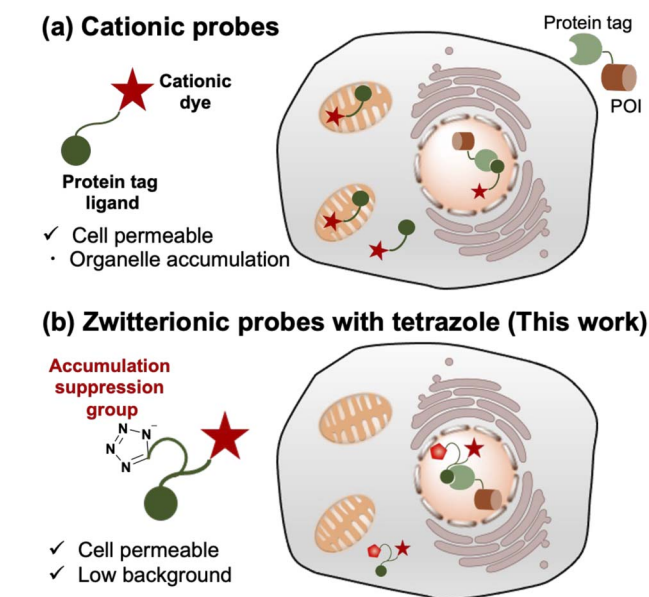 (a) Cationic probes
Protein tag
POI
Cationic
dye
Protein tag
ligand
✓ Cell permeable
· Organelle accumulation
(b) Zwitterionic probes with tetrazole (This work)
Accumulation
suppression
group
N N⁻
N
N
✓ Cell permeable
✓ Low background